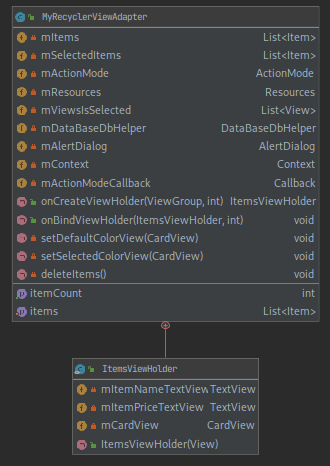 MyRecyclerViewAdapter
mItems List<Item>
mSelectedItems List<Item>
mActionMode ActionMode
mResources Resources
mViewsIsSelected List<View>
mDataBaseDbHelper DataBaseDbHelper
mAlertDialog AlertDialog
mContext Context
mActionModeCallback Callback
onCreateViewHolder(ViewGroup, int) ItemsViewHolder
onBindViewHolder(ItemsViewHolder, int) void
setDefaultColorView(CardView) void
setSelectedColorView(CardView) void
deleteItems() void
itemCount int
items List<Item>
ItemsViewHolder
mItemNameTextView TextView
mItemPriceTextView TextView
mCardView CardView
ItemsViewHolder(View)